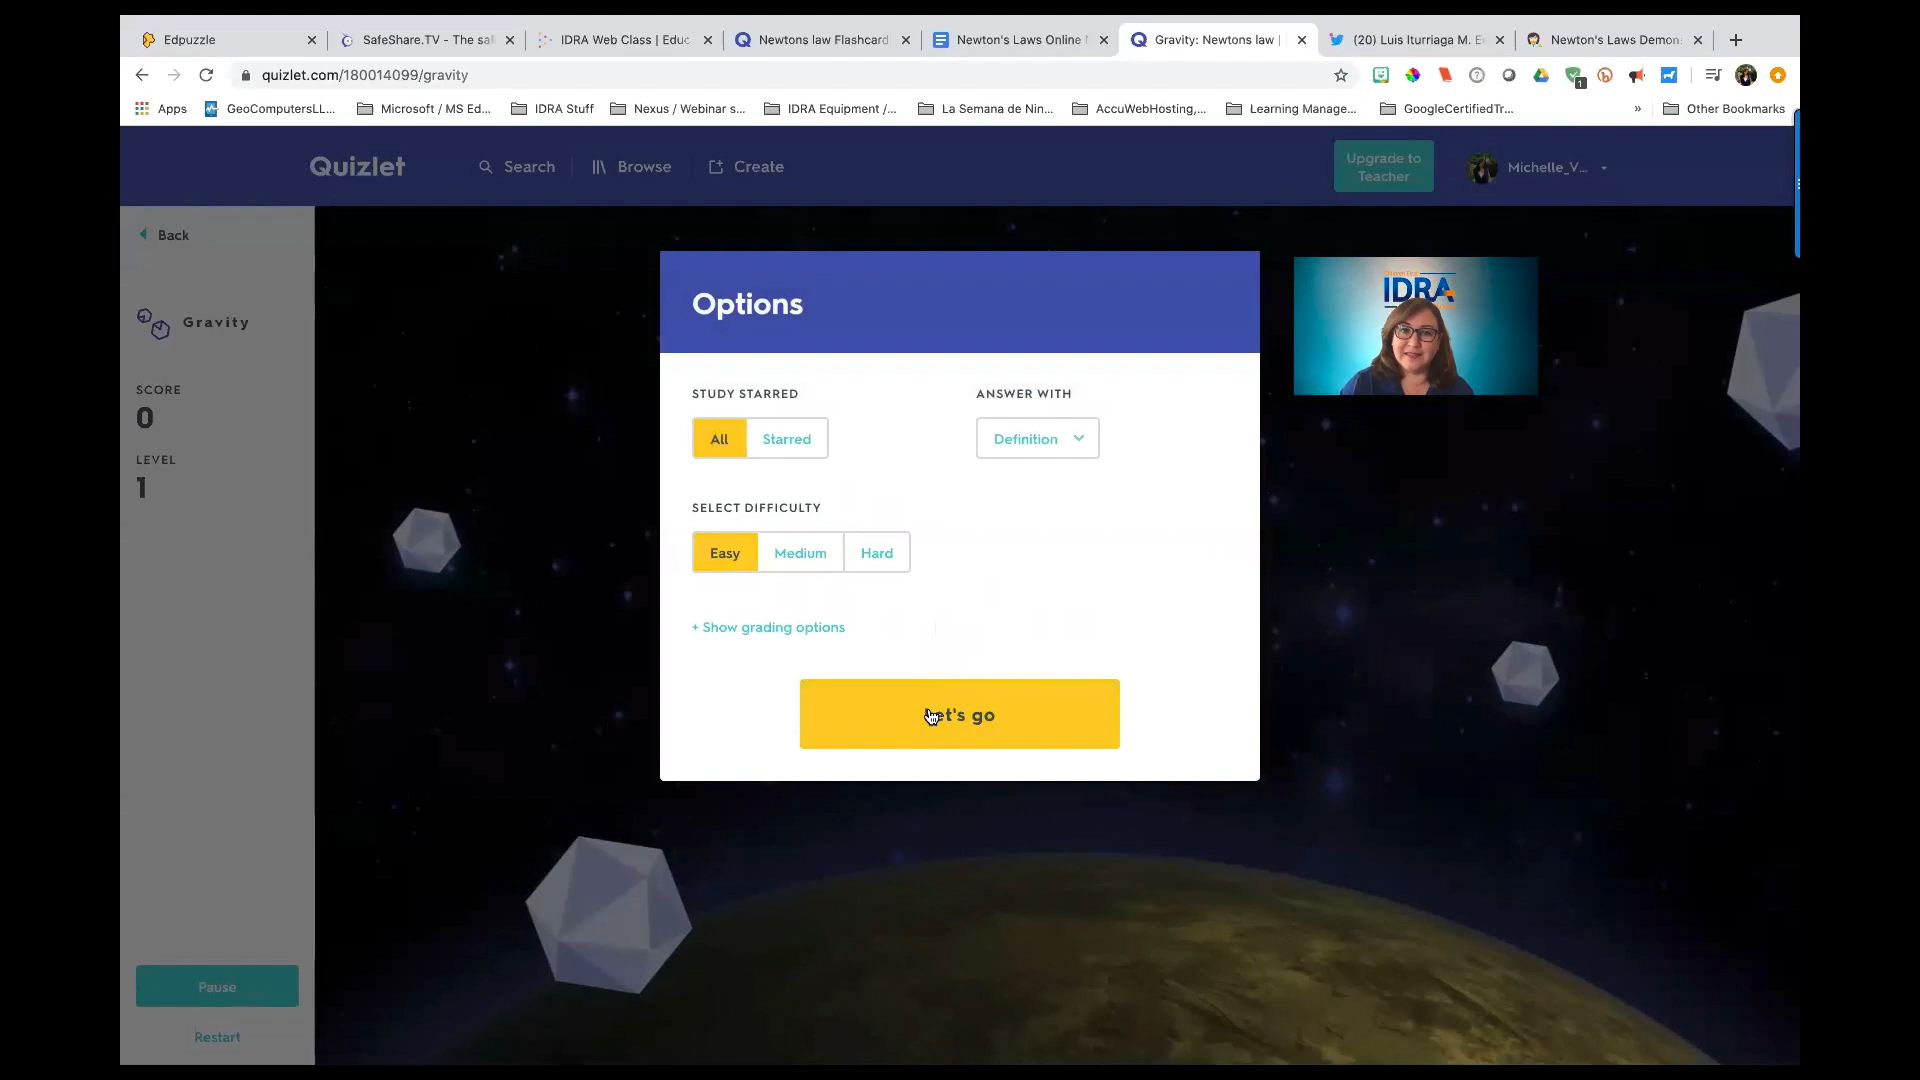 Edpuzzle
SafeShare.TV - The saf
IDRA Web Class | Educ
Newtons law Flashcard
Newton's Laws Online
Gravity: Newtons law |
(20) Luis Iturriaga M. E
Newton's Laws Demon
quizlet.com/180014099/gravity
1
Apps
GeoComputersLL...
Microsoft / MS Ed...
IDRA Stuff
Nexus / Webinar s...
IDRA Equipment /...
La Semana de Nin...
AccuWebHosting,...
Learning Manage...
GoogleCertifiedTr...
»
Other Bookmarks
Quizlet
Search
Browse
Create
Upgrade to
Teacher
Michelle_V...
Back
Gravity
SCORE
0
LEVEL
1
Options
IDRA
STUDY STARRED
ANSWER WITH
All
Starred
Definition
SELECT DIFFICULTY
Easy
Medium
Hard
+ Show grading options
Let's go
Pause
Restart